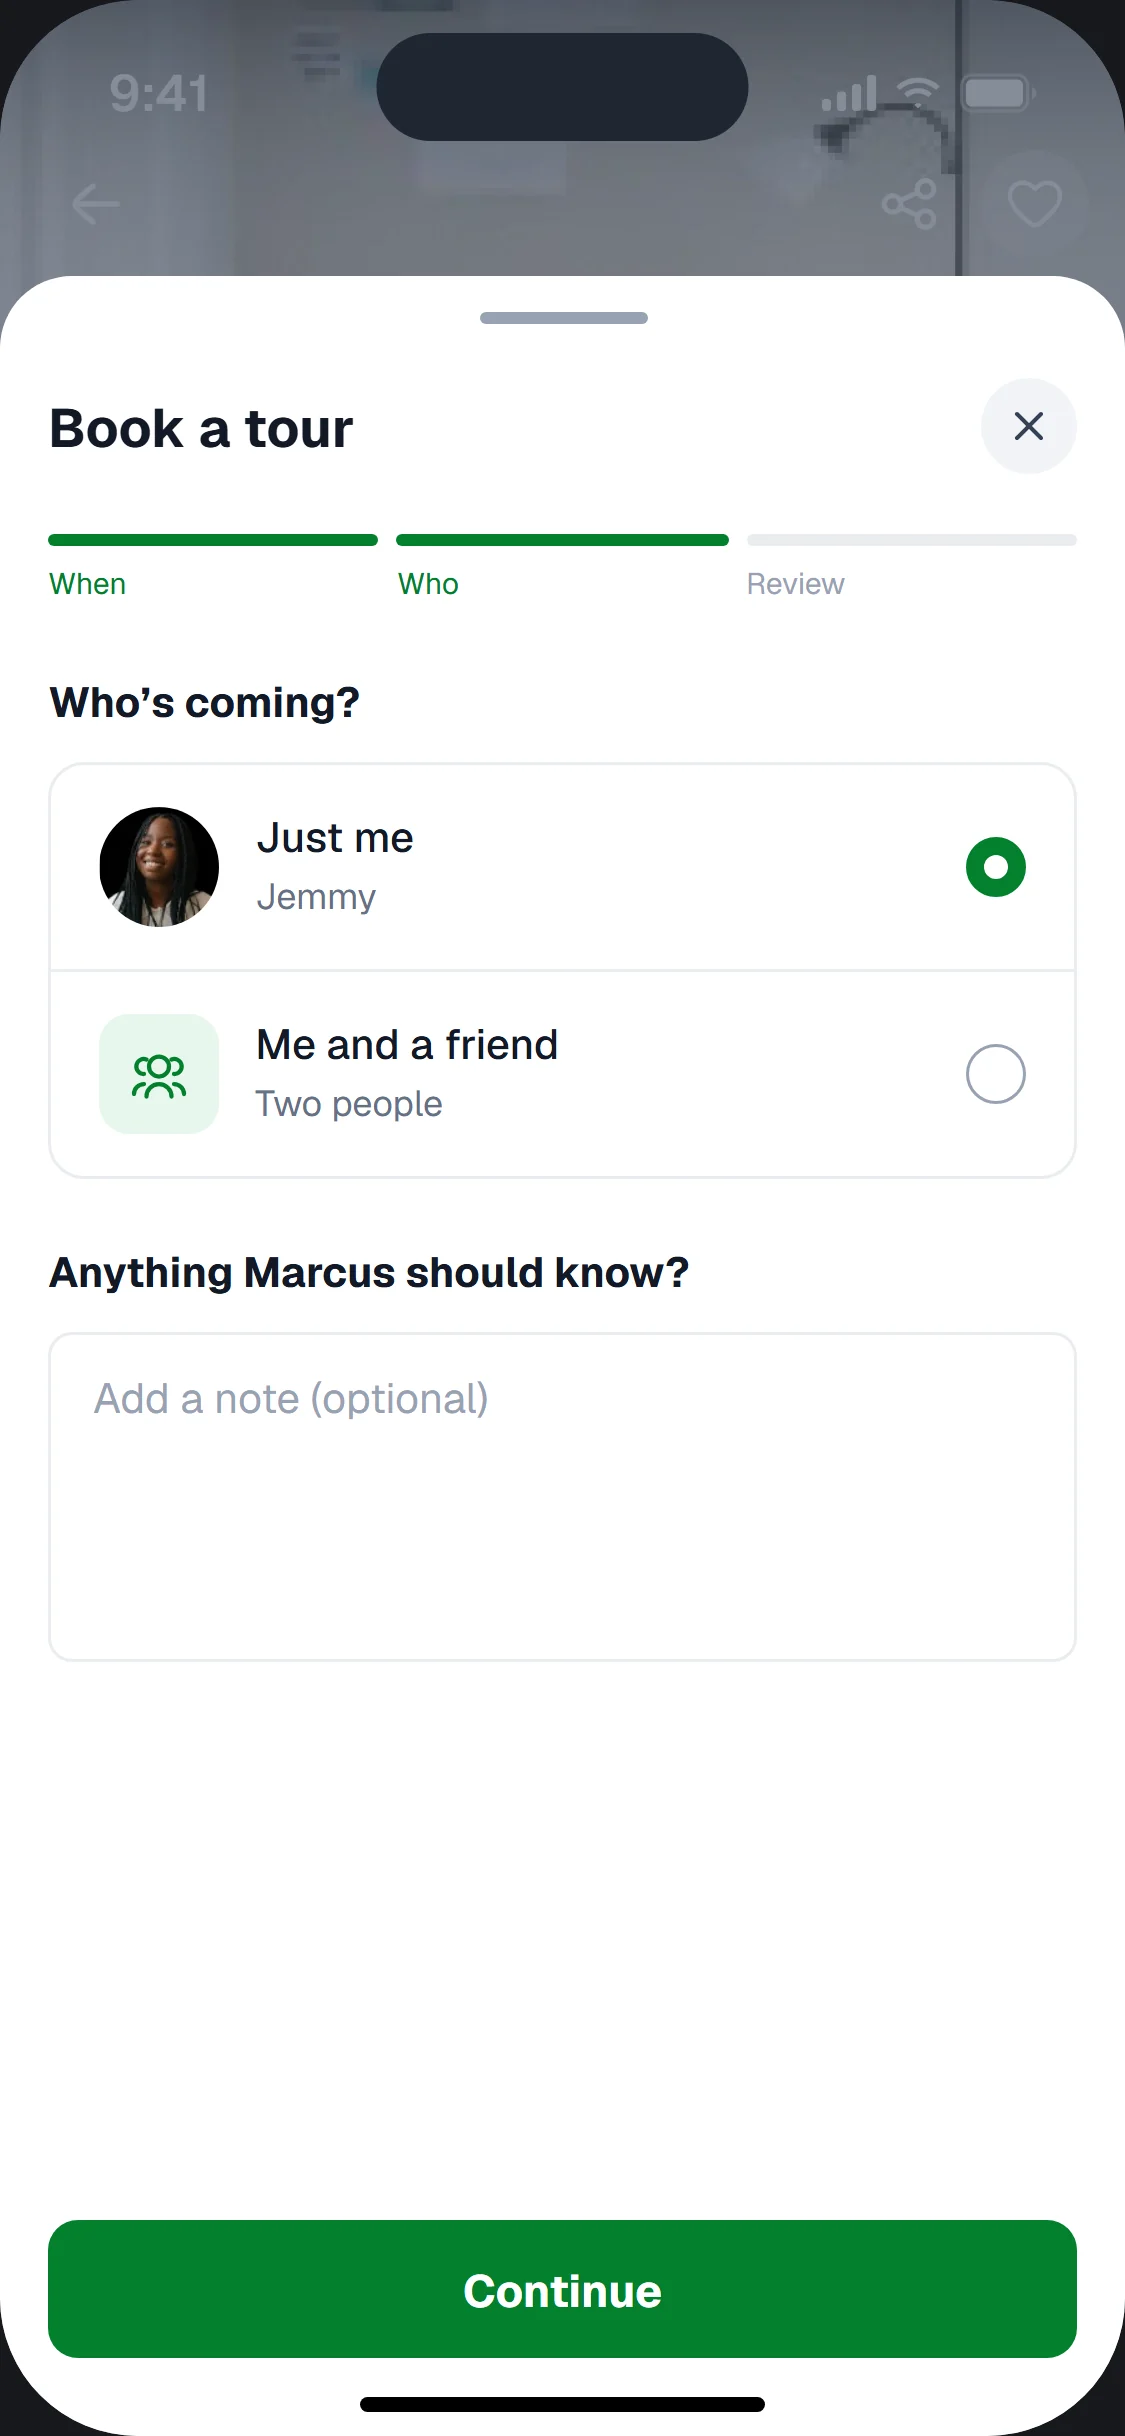 9:41
Book a tour
When
Who
Review
Who’s coming?
Just me
Jemmy
Me and a friend
Two people
Anything Marcus should know?
Add a note (optional)
Continue